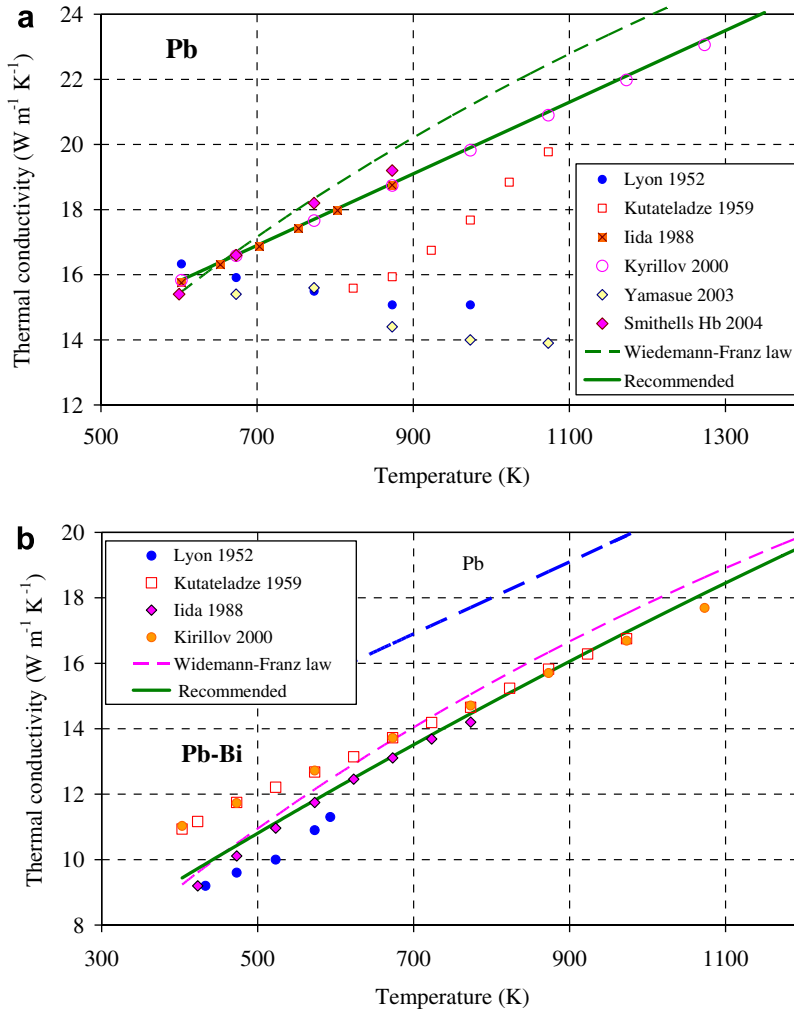 a
Pb
Thermal conductivity (W m⁻¹ K⁻¹)
24
22
20
18
16
14
12
500
700
900
1100
1300
Temperature (K)
Lyon 1952
Kutateladze 1959
Iida 1988
Kyrillov 2000
Yamasue 2003
Smithells Hb 2004
Wiedemann-Franz law
Recommended
b
Pb-Bi
Thermal conductivity (W m⁻¹ K⁻¹)
20
18
16
14
12
10
8
300
500
700
900
1100
Temperature (K)
Lyon 1952
Kutateladze 1959
Iida 1988
Kirillov 2000
Widemann-Franz law
Recommended
Pb